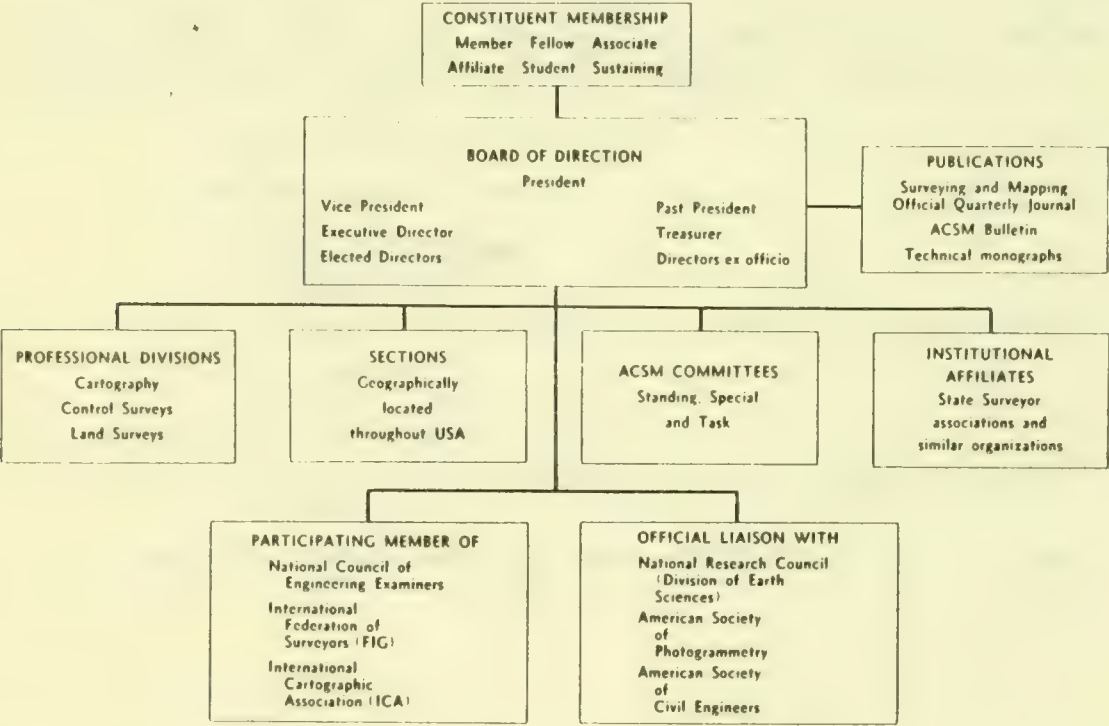 CONSTITUENT MEMBERSHIP
Member Fellow Associate
Affiliate Student Sustaining
BOARD OF DIRECTION
President
Vice President
Executive Director
Elected Directors
Past President
Treasurer
Directors ex officio
PUBLICATIONS
Surveying and Mapping
Official Quarterly Journal
ACSM Bulletin
Technical monographs
PROFESSIONAL DIVISIONS
Cartography
Control Surveys
Land Surveys
SECTIONS
Geographically
located
throughout USA
ACSM COMMITTEES
Standing, Special
and Task
INSTITUTIONAL
AFFILIATES
State Surveyor
associations and
similar organizations
PARTICIPATING MEMBER OF
National Council of
Engineering Examiners
International
Federation of
Surveyors (FIG)
International
Cartographic
Association (ICA)
OFFICIAL LIAISON WITH
National Research Council
(Division of Earth
Sciences)
American Society
of
Photogrammetry
American Society
of
Civil Engineers